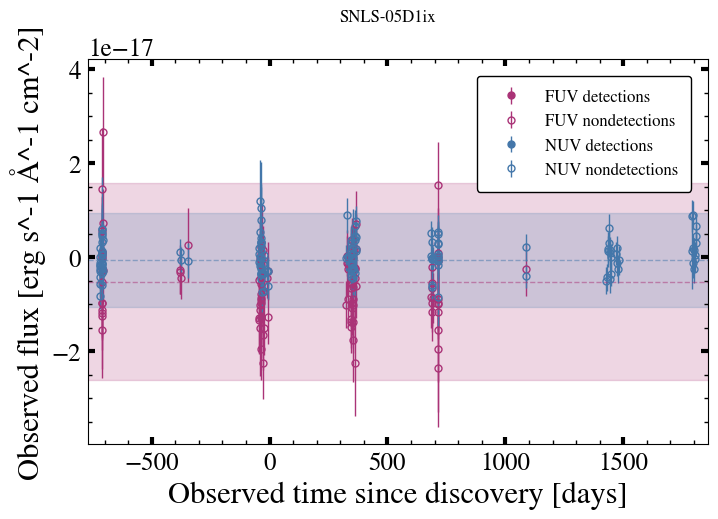 SNLS-05D1ix
1e−17
Observed flux [erg s^-1 Å^-1 cm^-2]
4
2
0
−2
FUV detections
FUV nondetections
NUV detections
NUV nondetections
−500 0 500 1000 1500
Observed time since discovery [days]